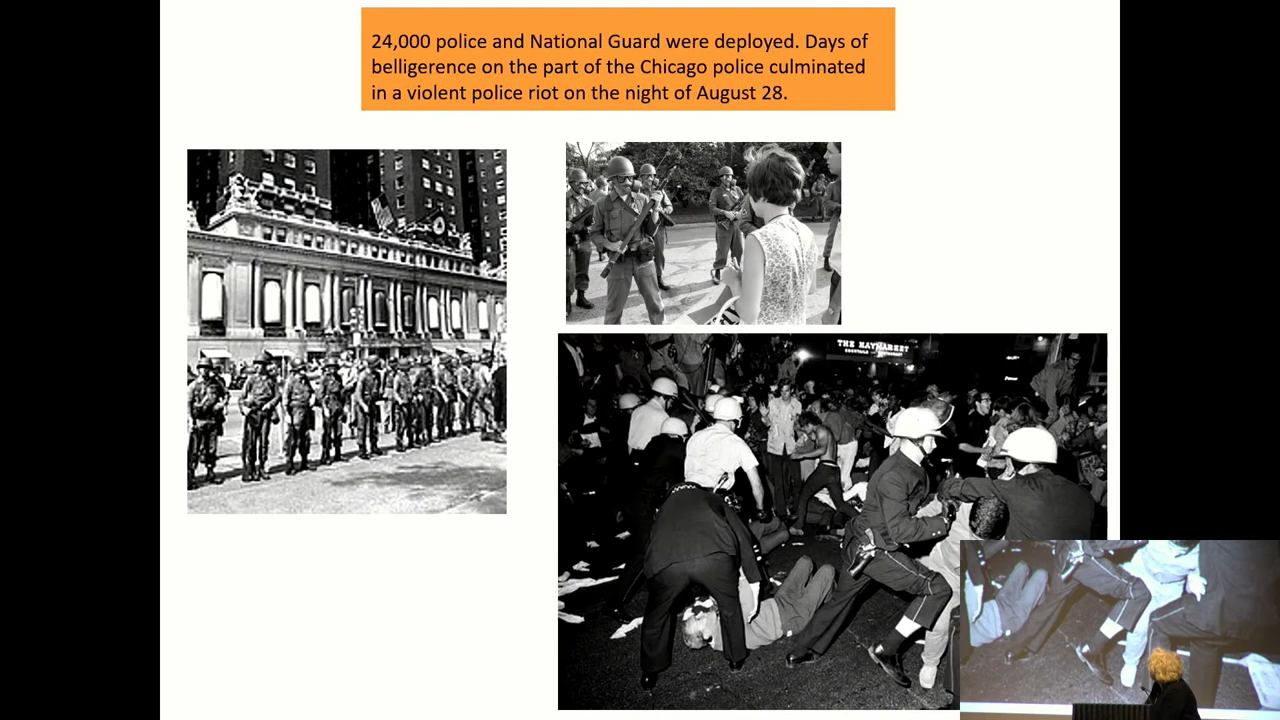 24,000 police and National Guard were deployed. Days of
belligerence on the part of the Chicago police culminated
in a violent police riot on the night of August 28.
THE HAYMARKET